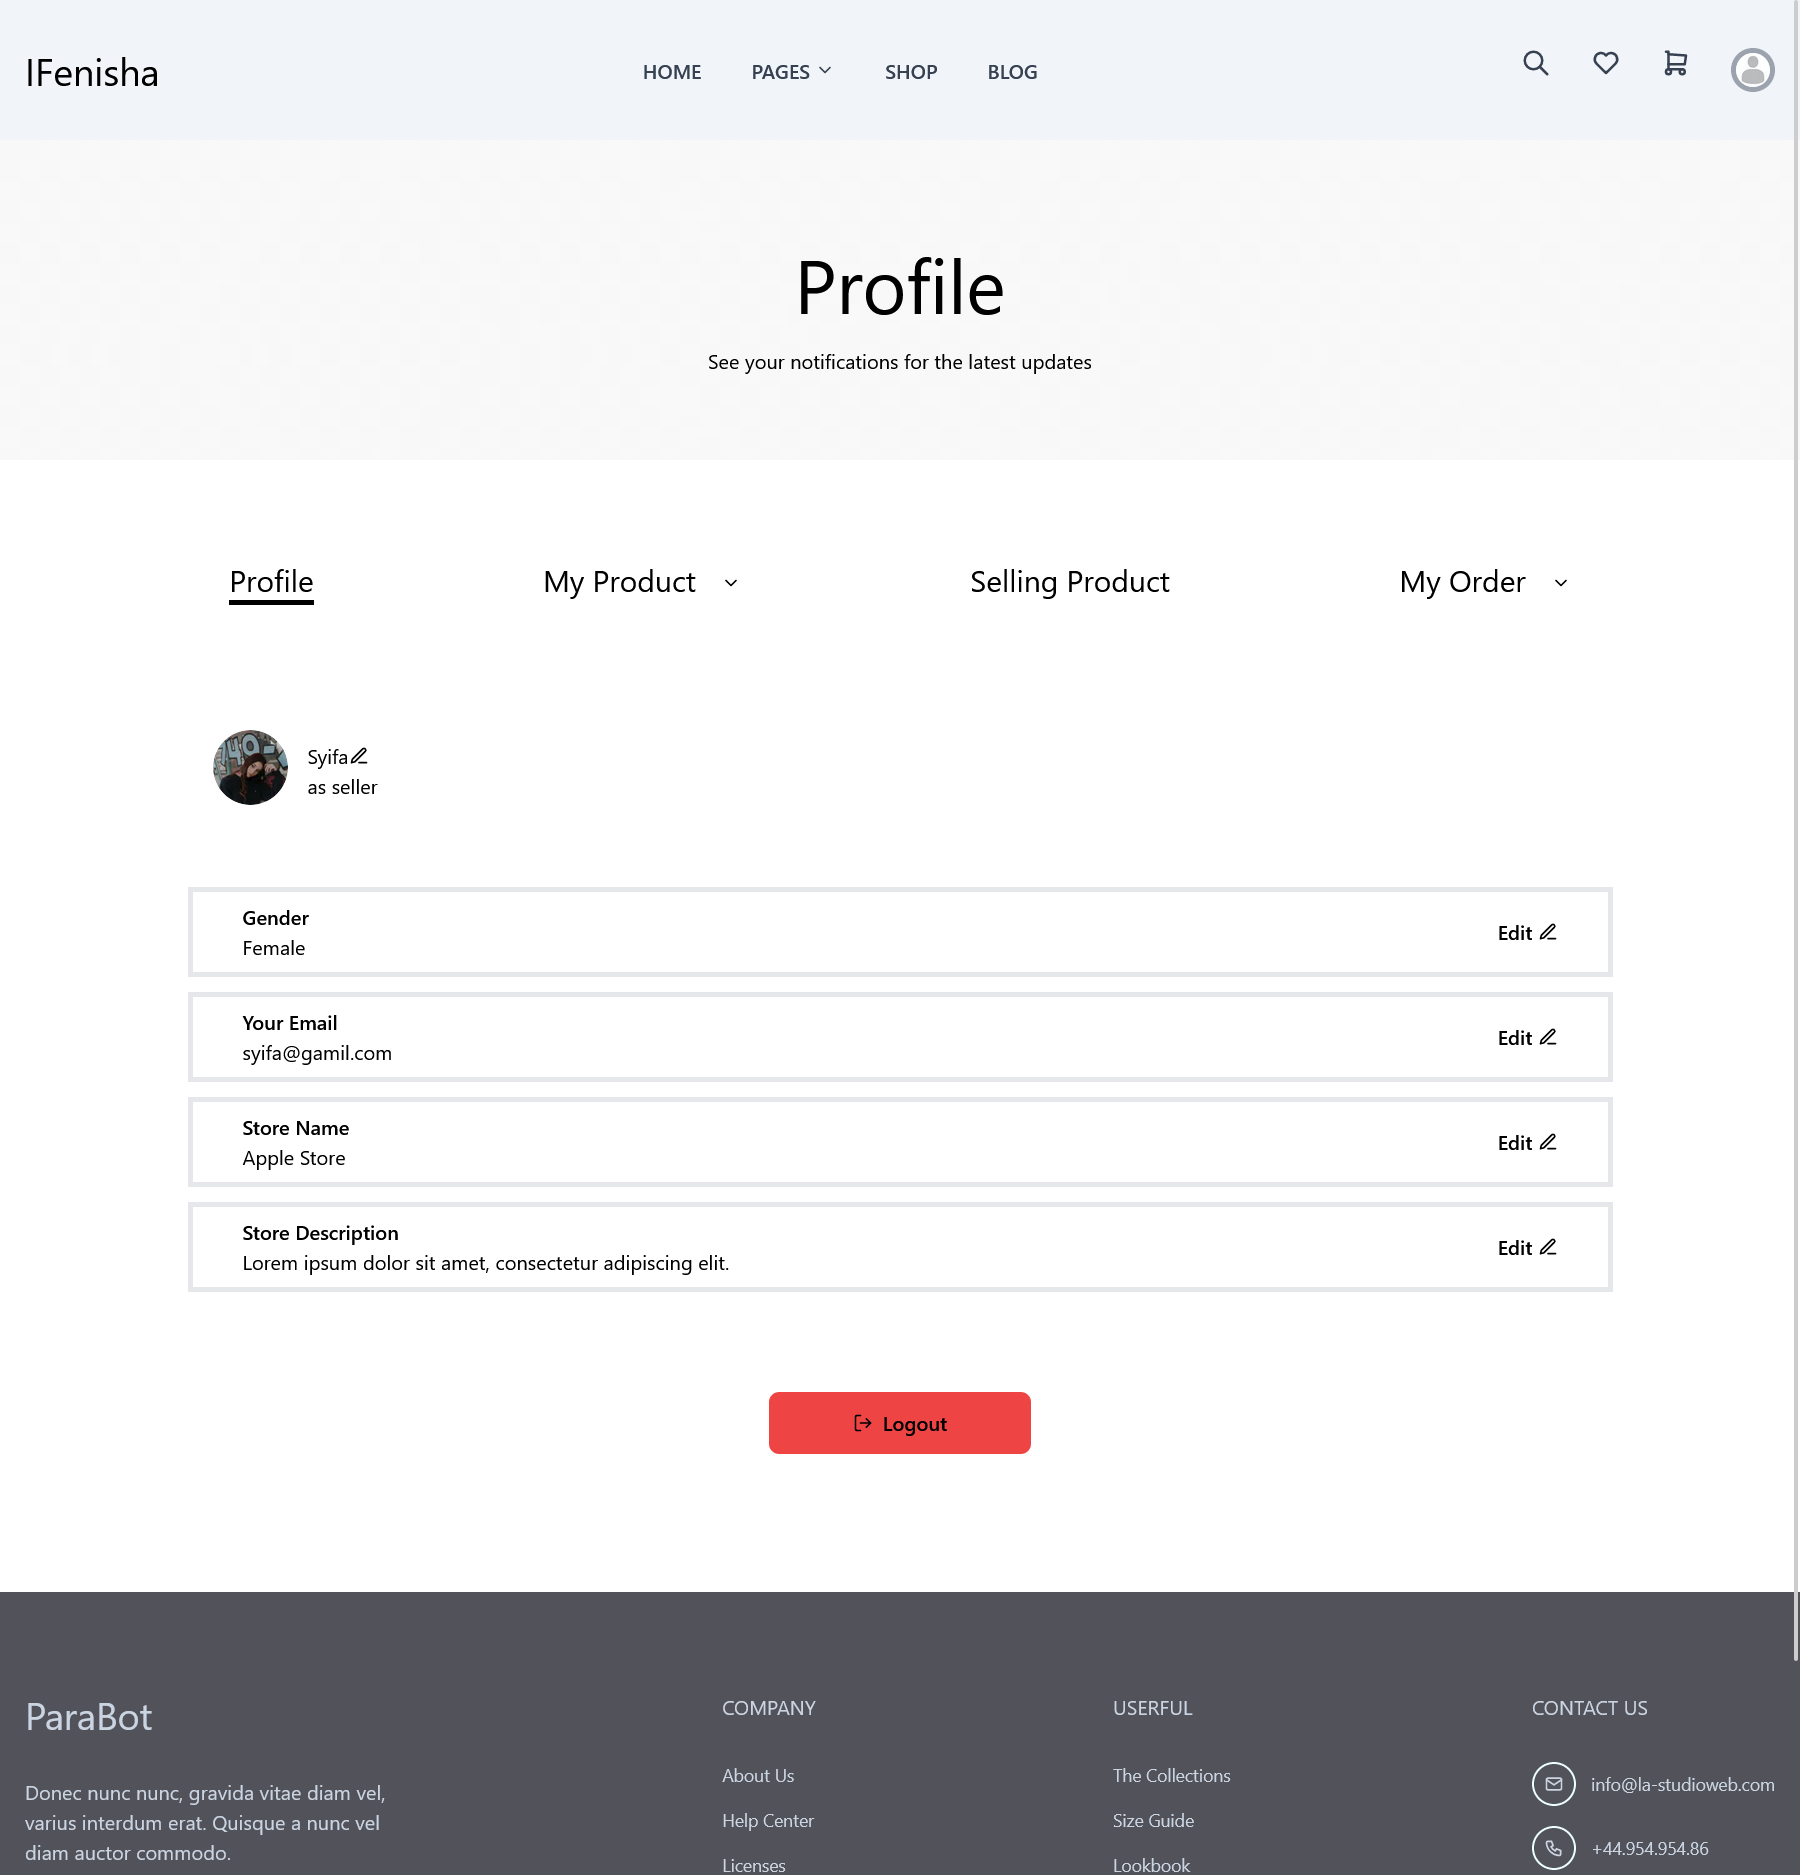 IFenisha
HOME PAGES SHOP BLOG
Profile
See your notifications for the latest updates
Profile My Product Selling Product My Order
Syifa
as seller
Gender
Female
Edit
Your Email
syifa@gamil.com
Edit
Store Name
Apple Store
Edit
Store Description
Lorem ipsum dolor sit amet, consectetur adipiscing elit.
Edit
Logout
ParaBot
Donec nunc nunc, gravida vitae diam vel,
varius interdum erat. Quisque a nunc vel
diam auctor commodo.
COMPANY
About Us
Help Center
Licenses
USERFUL
The Collections
Size Guide
Lookbook
CONTACT US
info@la-studioweb.com
+44.954.954.86